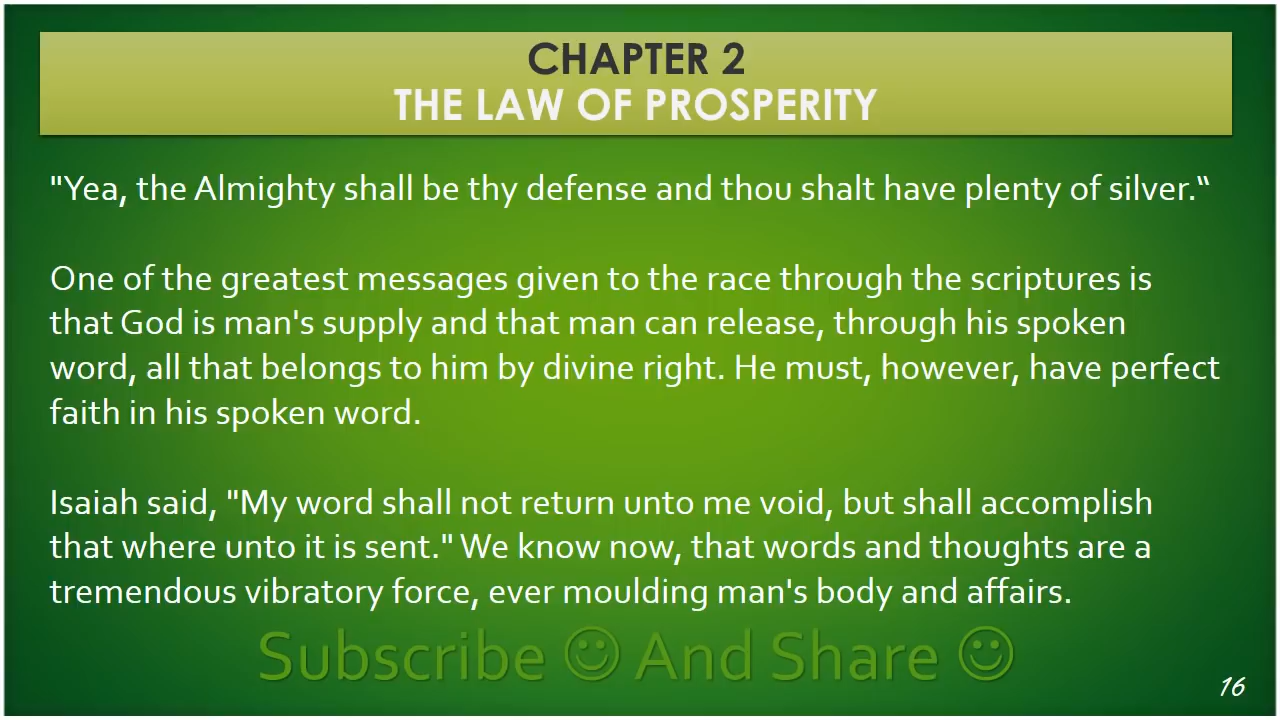 CHAPTER 2
THE LAW OF PROSPERITY
"Yea, the Almighty shall be thy defense and thou shalt have plenty of silver.“
One of the greatest messages given to the race through the scriptures is
that God is man's supply and that man can release, through his spoken
word, all that belongs to him by divine right. He must, however, have perfect
faith in his spoken word.
Isaiah said, "My word shall not return unto me void, but shall accomplish
that where unto it is sent." We know now, that words and thoughts are a
tremendous vibratory force, ever moulding man's body and affairs.
Subscribe ☺ And Share ☺
16